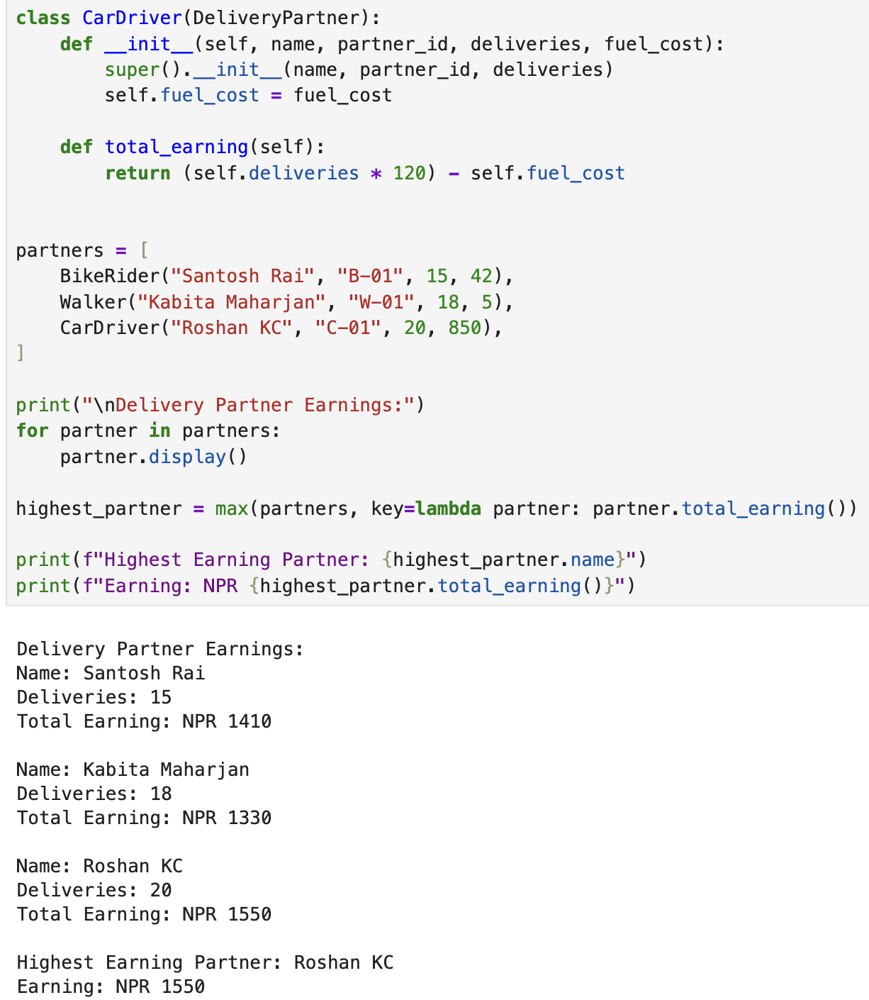 class CarDriver(DeliveryPartner):
    def __init__(self, name, partner_id, deliveries, fuel_cost):
        super().__init__(name, partner_id, deliveries)
        self.fuel_cost = fuel_cost

    def total_earning(self):
        return (self.deliveries * 120) - self.fuel_cost


partners = [
    BikeRider("Santosh Rai", "B-01", 15, 42),
    Walker("Kabita Maharjan", "W-01", 18, 5),
    CarDriver("Roshan KC", "C-01", 20, 850),
]

print("\nDelivery Partner Earnings:")
for partner in partners:
    partner.display()

highest_partner = max(partners, key=lambda partner: partner.total_earning())

print(f"Highest Earning Partner: {highest_partner.name}")
print(f"Earning: NPR {highest_partner.total_earning()}")

Delivery Partner Earnings:
Name: Santosh Rai
Deliveries: 15
Total Earning: NPR 1410

Name: Kabita Maharjan
Deliveries: 18
Total Earning: NPR 1330

Name: Roshan KC
Deliveries: 20
Total Earning: NPR 1550

Highest Earning Partner: Roshan KC
Earning: NPR 1550